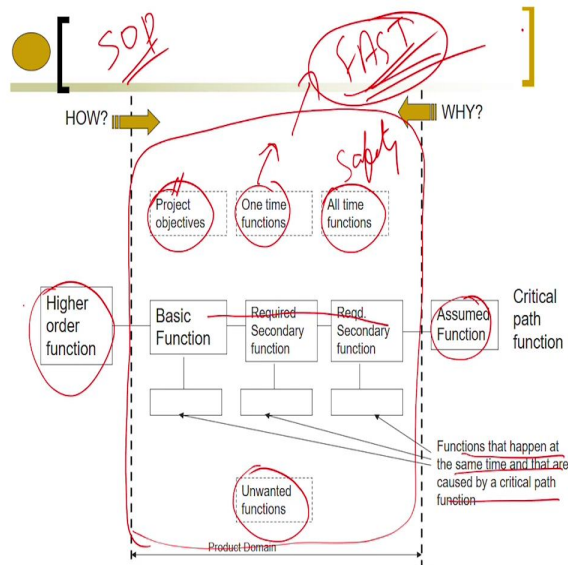 SOP
FAST
HOW?
WHY?
Safety
Project
objectives
One time
functions
All time
functions
Higher
order
function
Basic
Function
Required
Secondary
function
Reqd.
Secondary
function
Assumed
Function
Critical
path
function
Functions that happen at
the same time and that are
caused by a critical path
function
Unwanted
functions
Product Domain